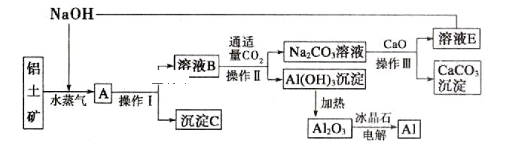 NaOH
铝土矿
水蒸气
A
操作Ⅰ
溶液B
沉淀C
通适量CO₂
操作Ⅱ
Na₂CO₃溶液
Al(OH)₃沉淀
CaO
操作Ⅲ
溶液E
CaCO₃
沉淀
加热
Al₂O₃
冰晶石
电解
Al